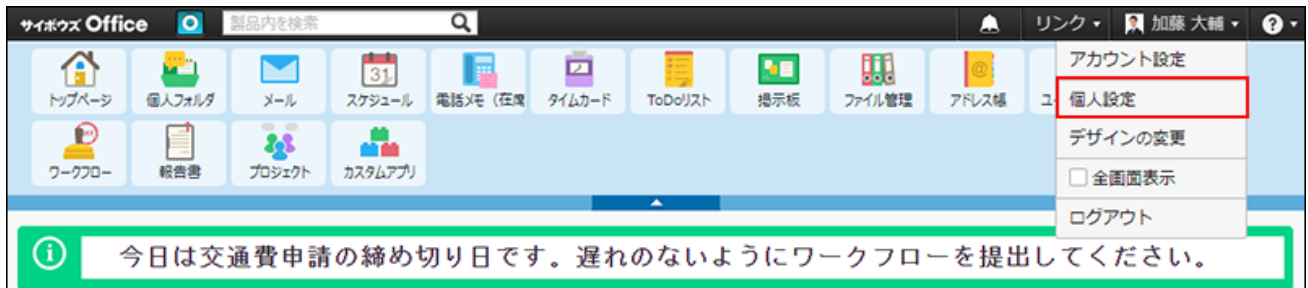 サイボウズ Office 製品内を検索 リンク 加藤 大輔 ?
アカウント設定
個人設定
デザインの変更
全画面表示
ログアウト
31
トップページ 個人フォルダ メール スケジュール 電話メモ（在席 タイムカード ToDoリスト 掲示板 ファイル管理 アドレス帳 ユー
ワークフロー 報告書 プロジェクト カスタムアプリ
今日は交通費申請の締め切り日です。遅れのないようにワークフローを提出してください。